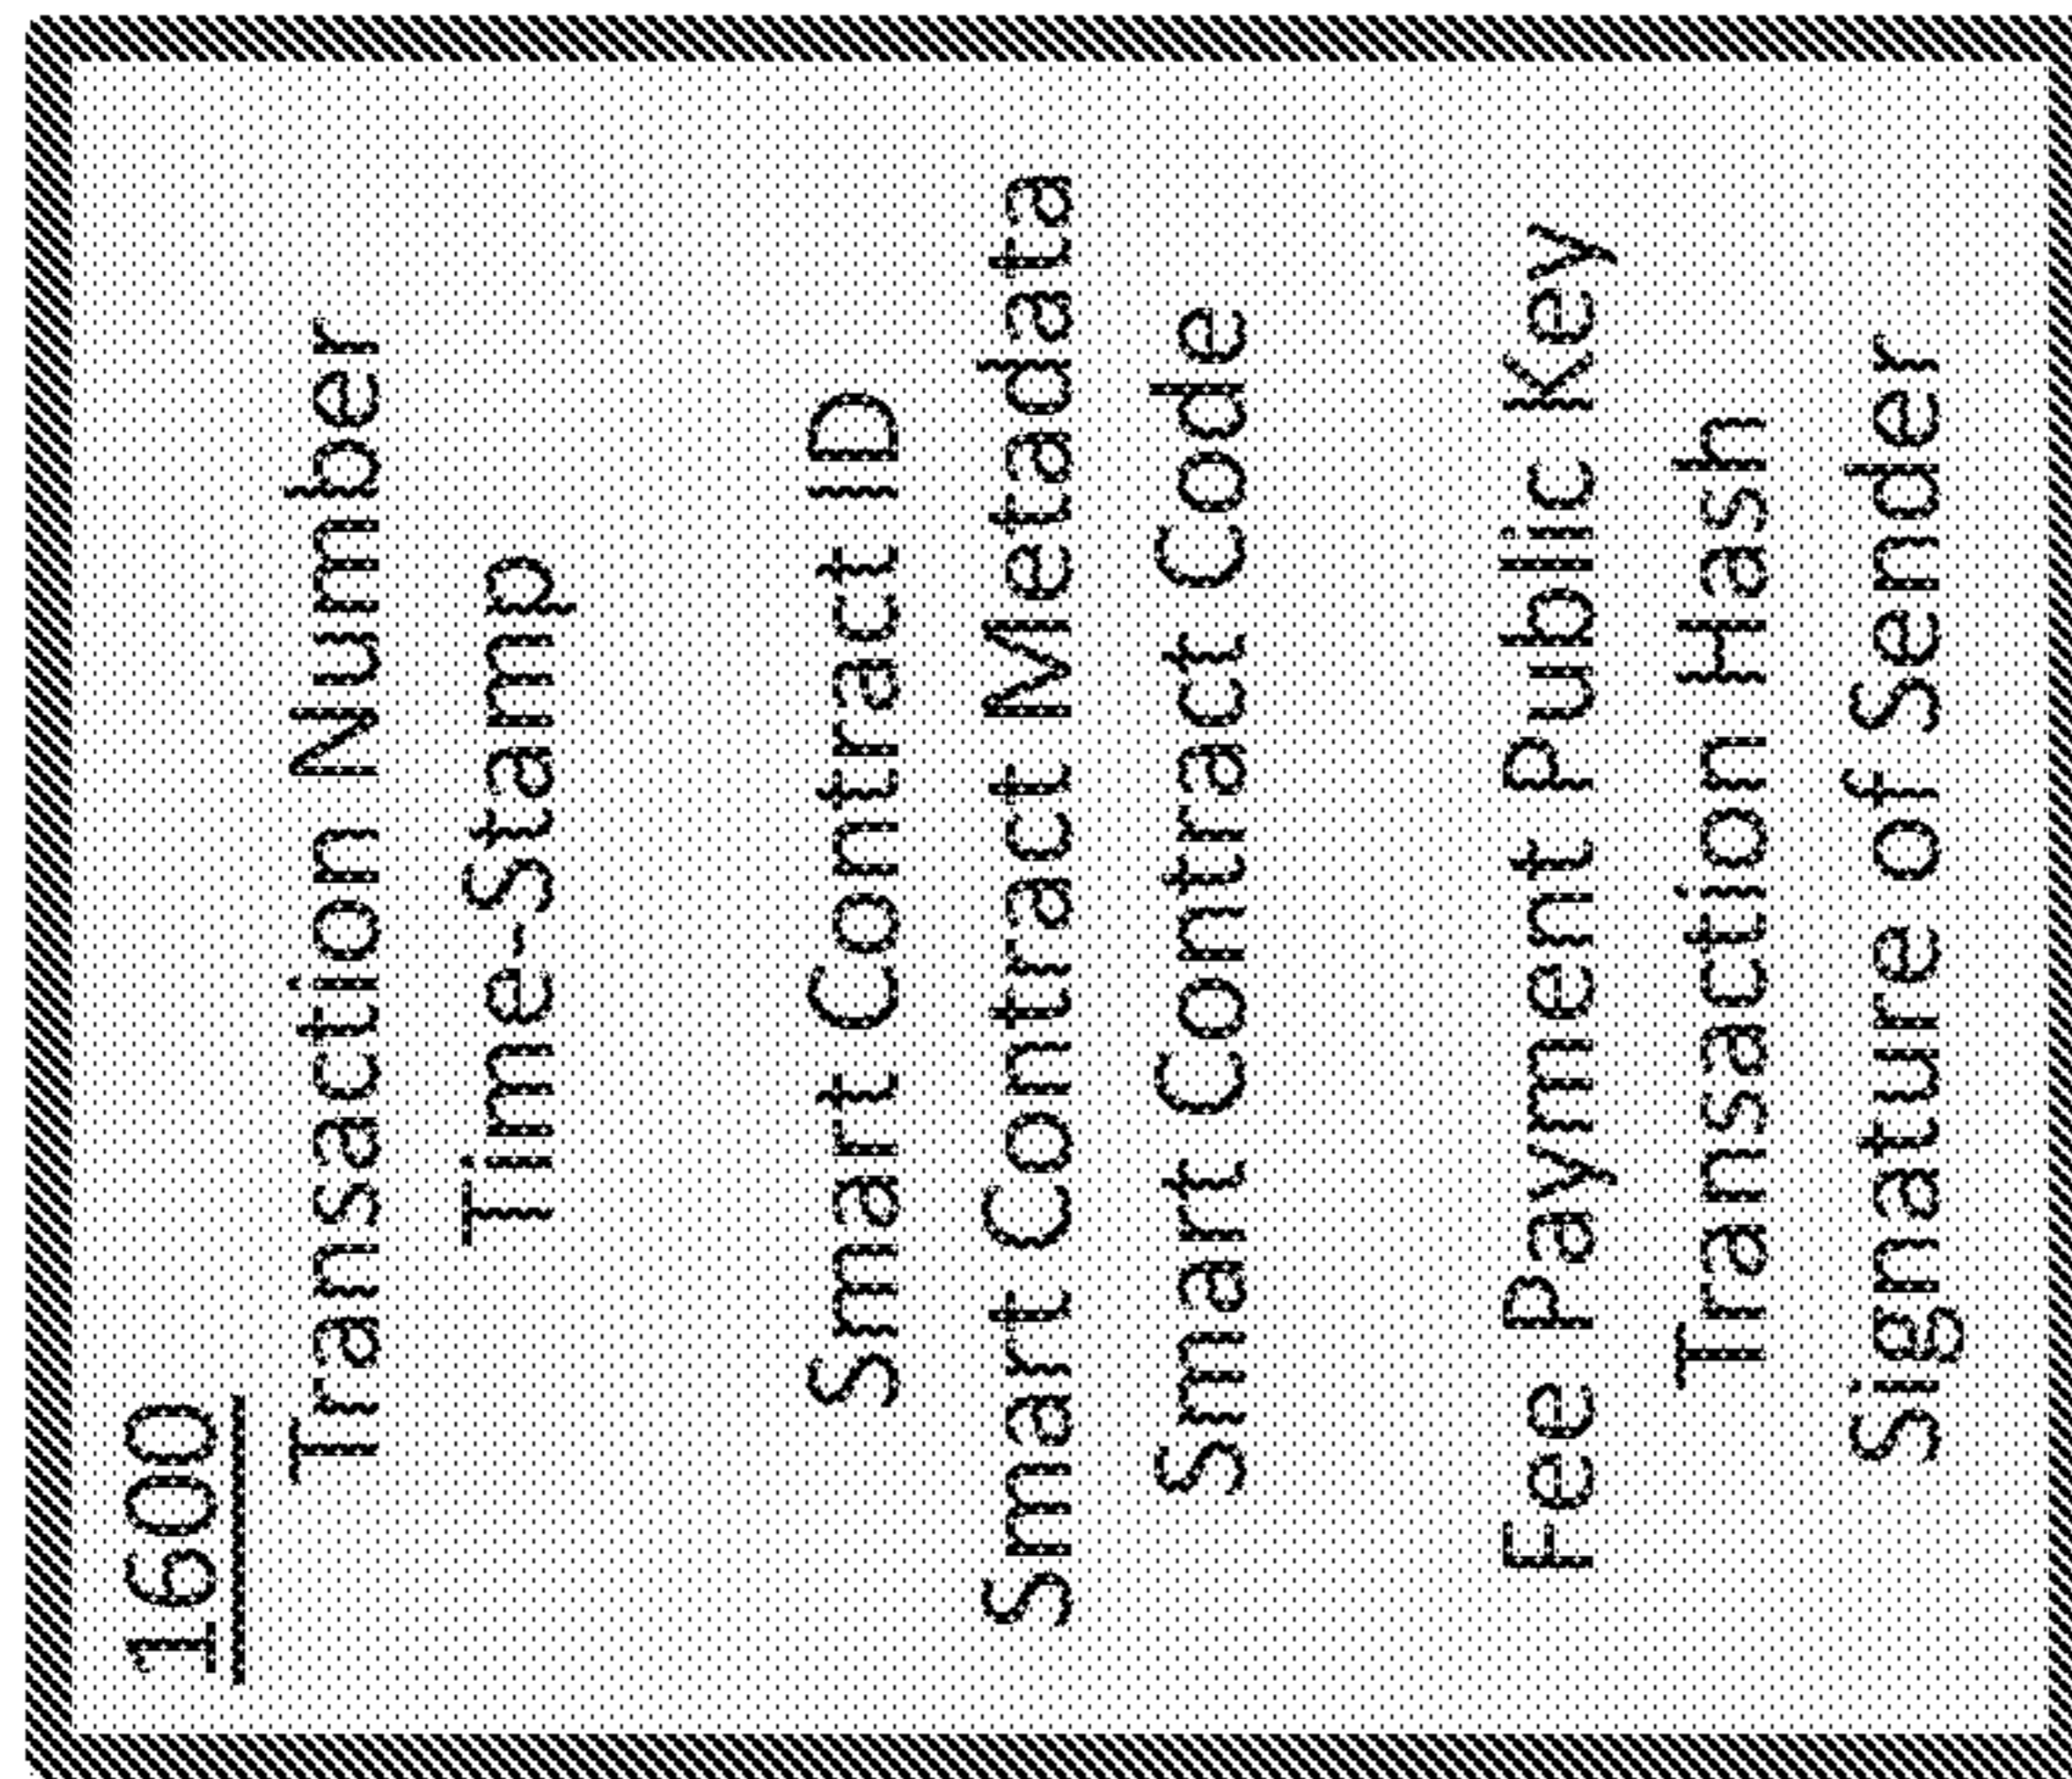 1600
Transaction Number
Time-Stamp
Smart Contract ID
Smart Contract Metadata
Smart Contract Code
Fee Payment Public Key
Transaction Hash
Signature of Sender